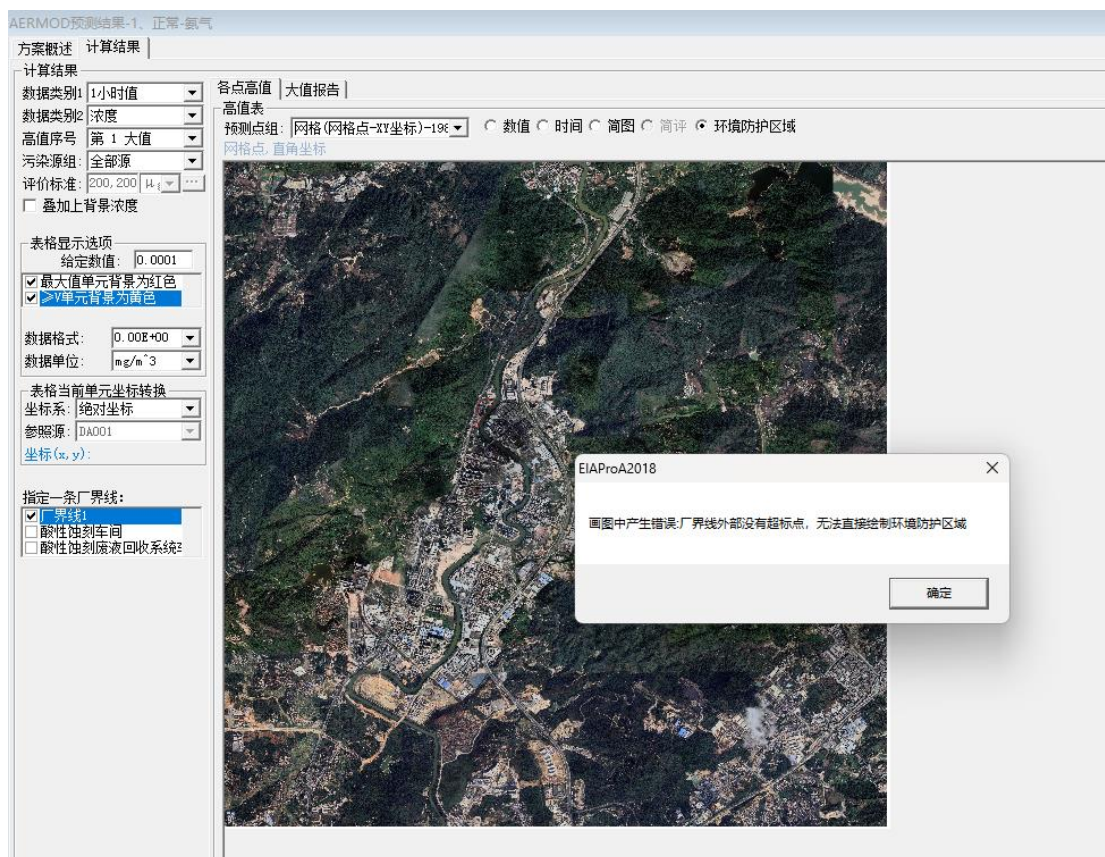 AERMOD预测结果-1、正常-氨气
方案概述 计算结果
计算结果
数据类别1 1小时值
数据类别2 浓度
高值序号 第 1 大值
污染源组: 全部源
评价标准: 200,200
叠加上背景浓度
表格显示选项
给定数值: 0.0001
最大值单元背景为红色
≥V单元背景为黄色
数据格式: 0.00E+00
数据单位: mg/m^3
表格当前单元坐标转换
坐标系: 绝对坐标
参照源: DA001
坐标(x,y):
指定一条厂界线:
厂界线1
酸性蚀刻车间
酸性蚀刻废液回收系统
各点高值 大值报告
高值表
预测点组: 网格(网格点-XY坐标)-19 数值 时间 简图 简评 环境防护区域
网格点,直角坐标
EIAProA2018
画图中产生错误:厂界线外部没有超标点，无法直接绘制环境防护区域
确定